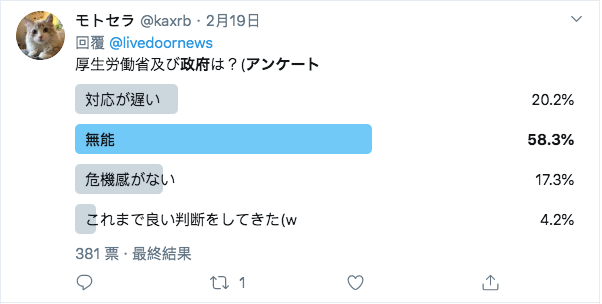 モトセラ @kaxrb · 2月19日
回覆 @livedoornews
厚生労働省及び政府は？(アンケート
対応が遅い 20.2%
無能 58.3%
危機感がない 17.3%
これまで良い判断をしてきた(w 4.2%
381 票 · 最終結果
1